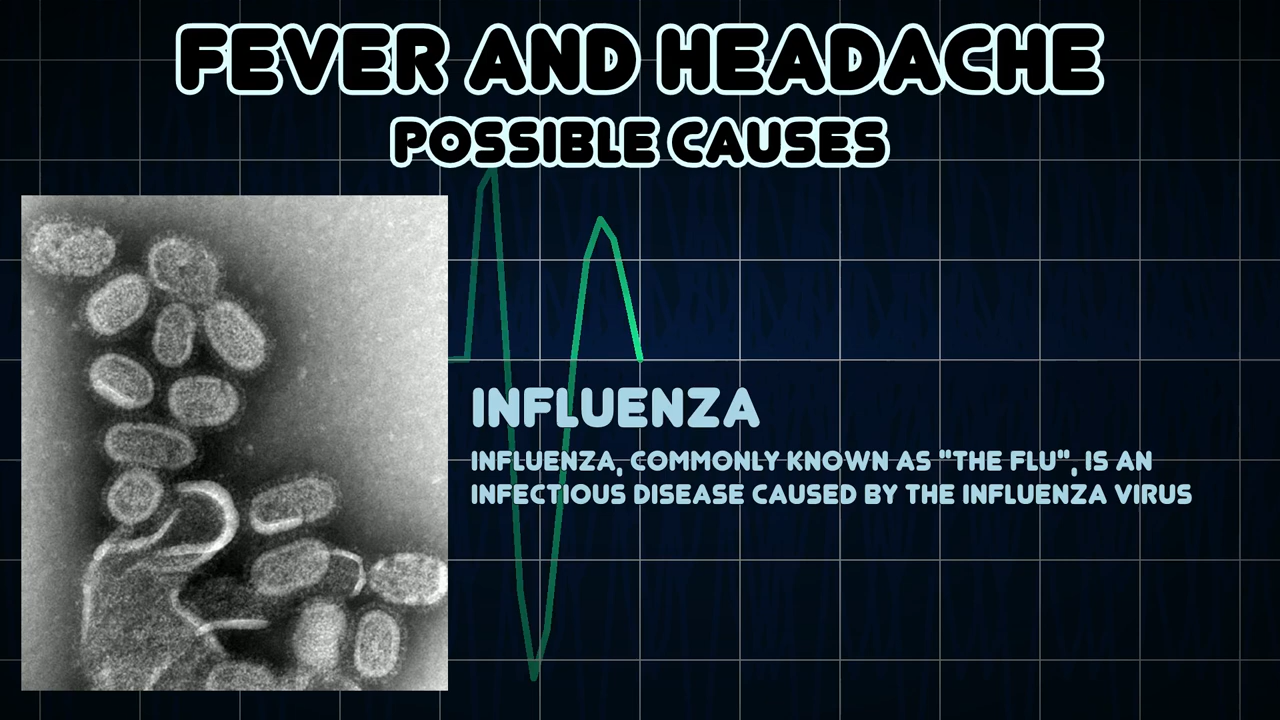 FEVER AND HEADACHE
POSSIBLE CAUSES
INFLUENZA
INFLUENZA, COMMONLY KNOWN AS "THE FLU", IS AN
INFECTIOUS DISEASE CAUSED BY THE INFLUENZA VIRUS